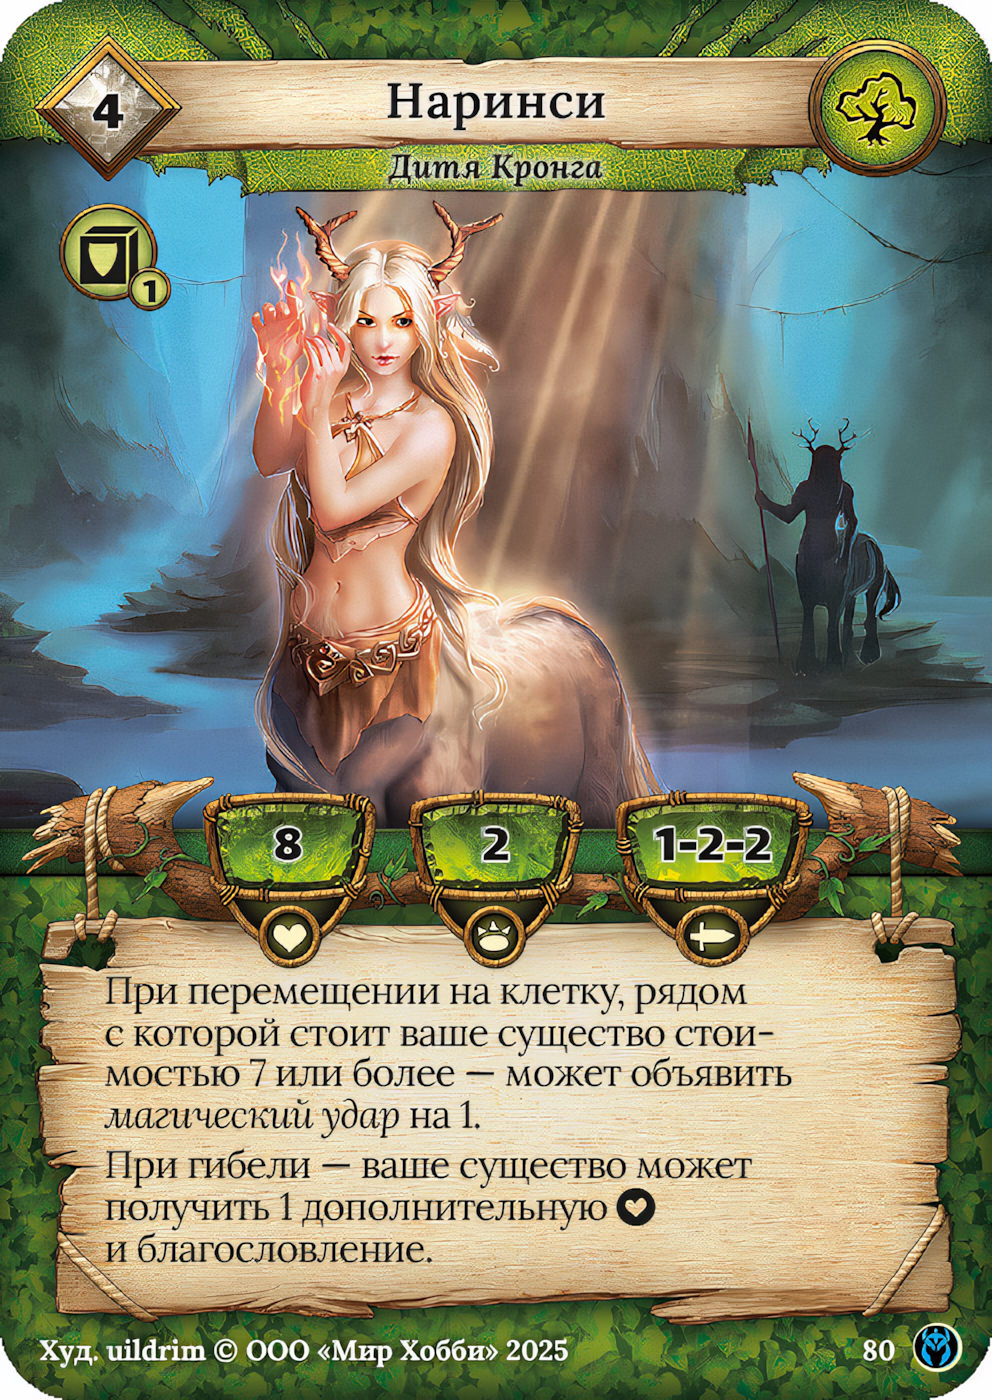 4
Наринси
Дитя Кронга
1
8
2
1-2-2
При перемещении на клетку, рядом
с которой стоит ваше существо стои-
мостью 7 или более — может объявить
магический удар на 1.
При гибели — ваше существо может
получить 1 дополнительную
и благословление.
Худ. uildrim © ООО «Мир Хобби» 2025
80